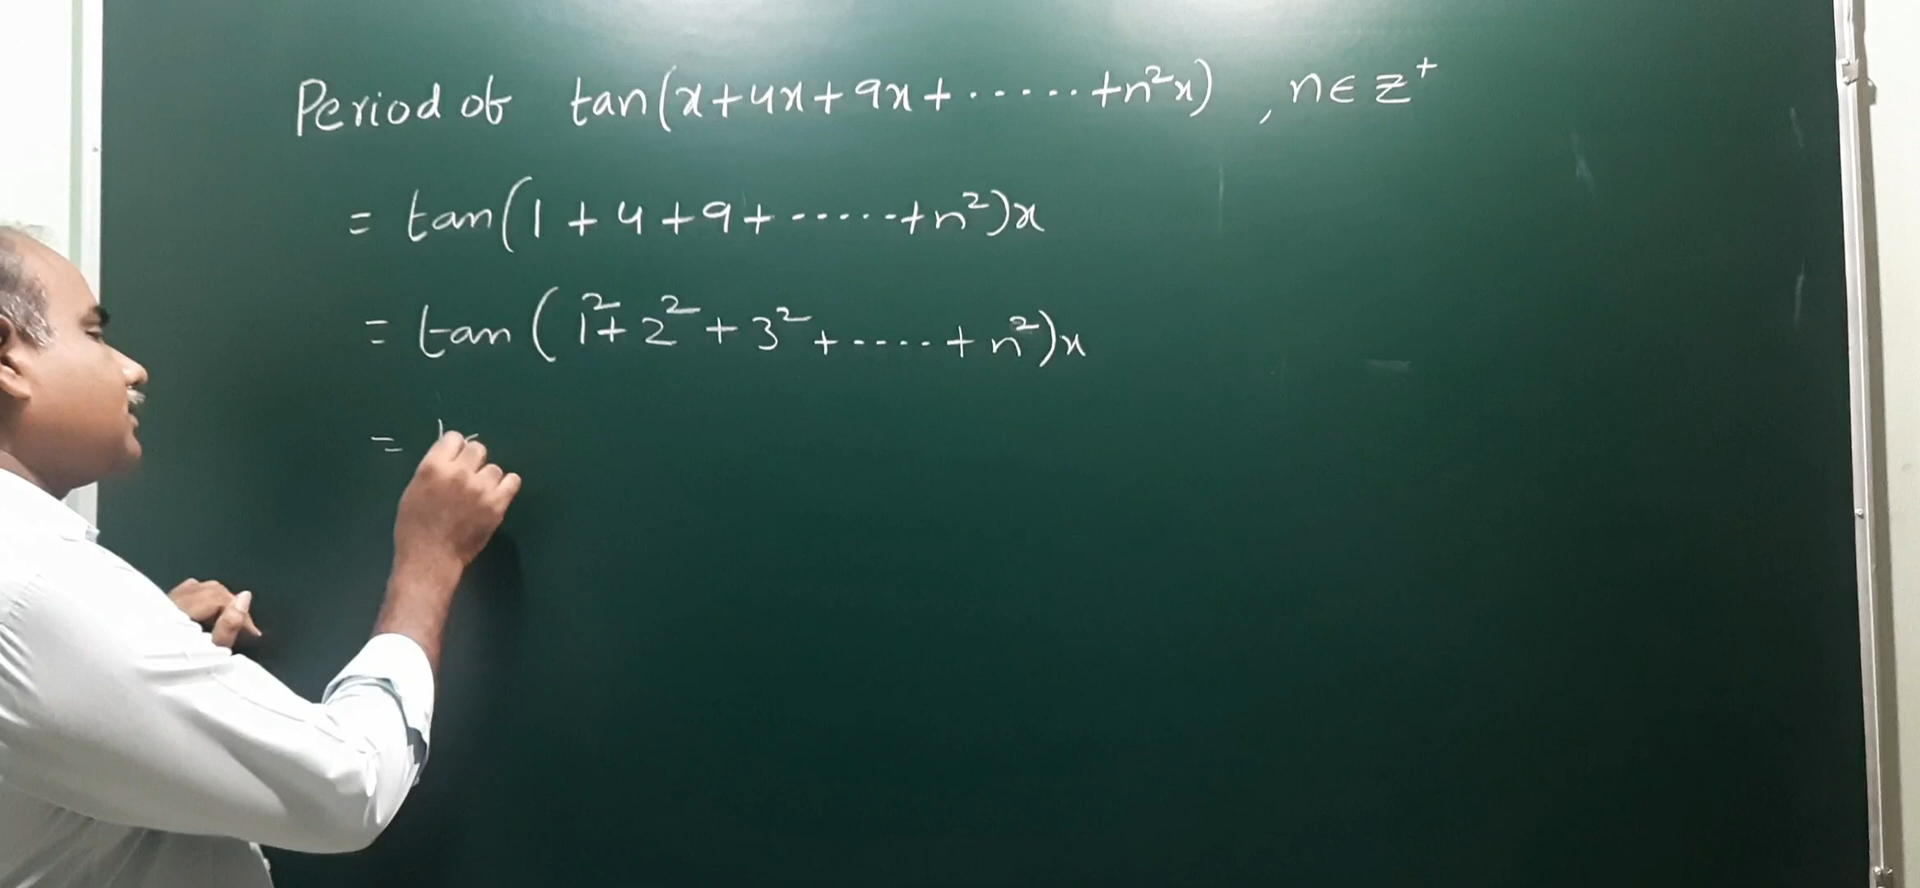 Period of tan(x+4x+9x+......+n²x) , n∈z⁺
= tan(1+4+9+......+n²)x
= tan(1²+2²+3²+.....+n²)x
=